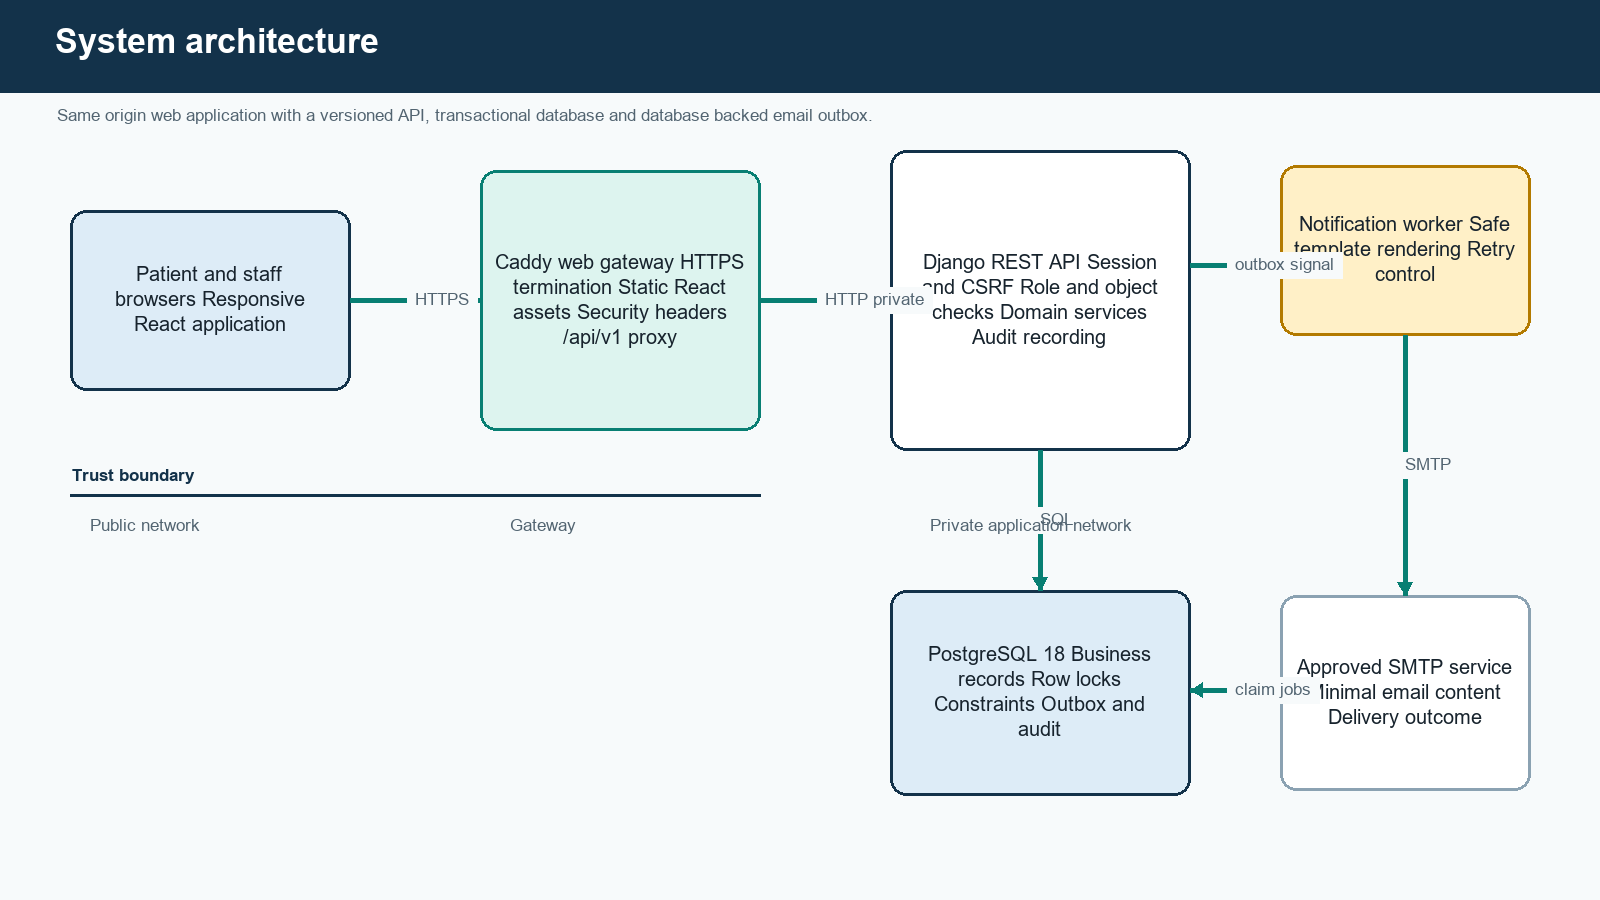 System architecture
Same origin web application with a versioned API, transactional database and database backed email outbox.
Patient and staff
browsers Responsive
React application
HTTPS
Caddy web gateway HTTPS
termination Static React
assets Security headers
/api/v1 proxy
HTTP private
Django REST API Session
and CSRF Role and object
checks Domain services
Audit recording
outbox signal
Notification worker Safe
template rendering Retry
control
Trust boundary
Public network
Gateway
Private application network
SQL
SMTP
PostgreSQL 18 Business
records Row locks
Constraints Outbox and
audit
claim jobs
Approved SMTP service
Minimal email content
Delivery outcome